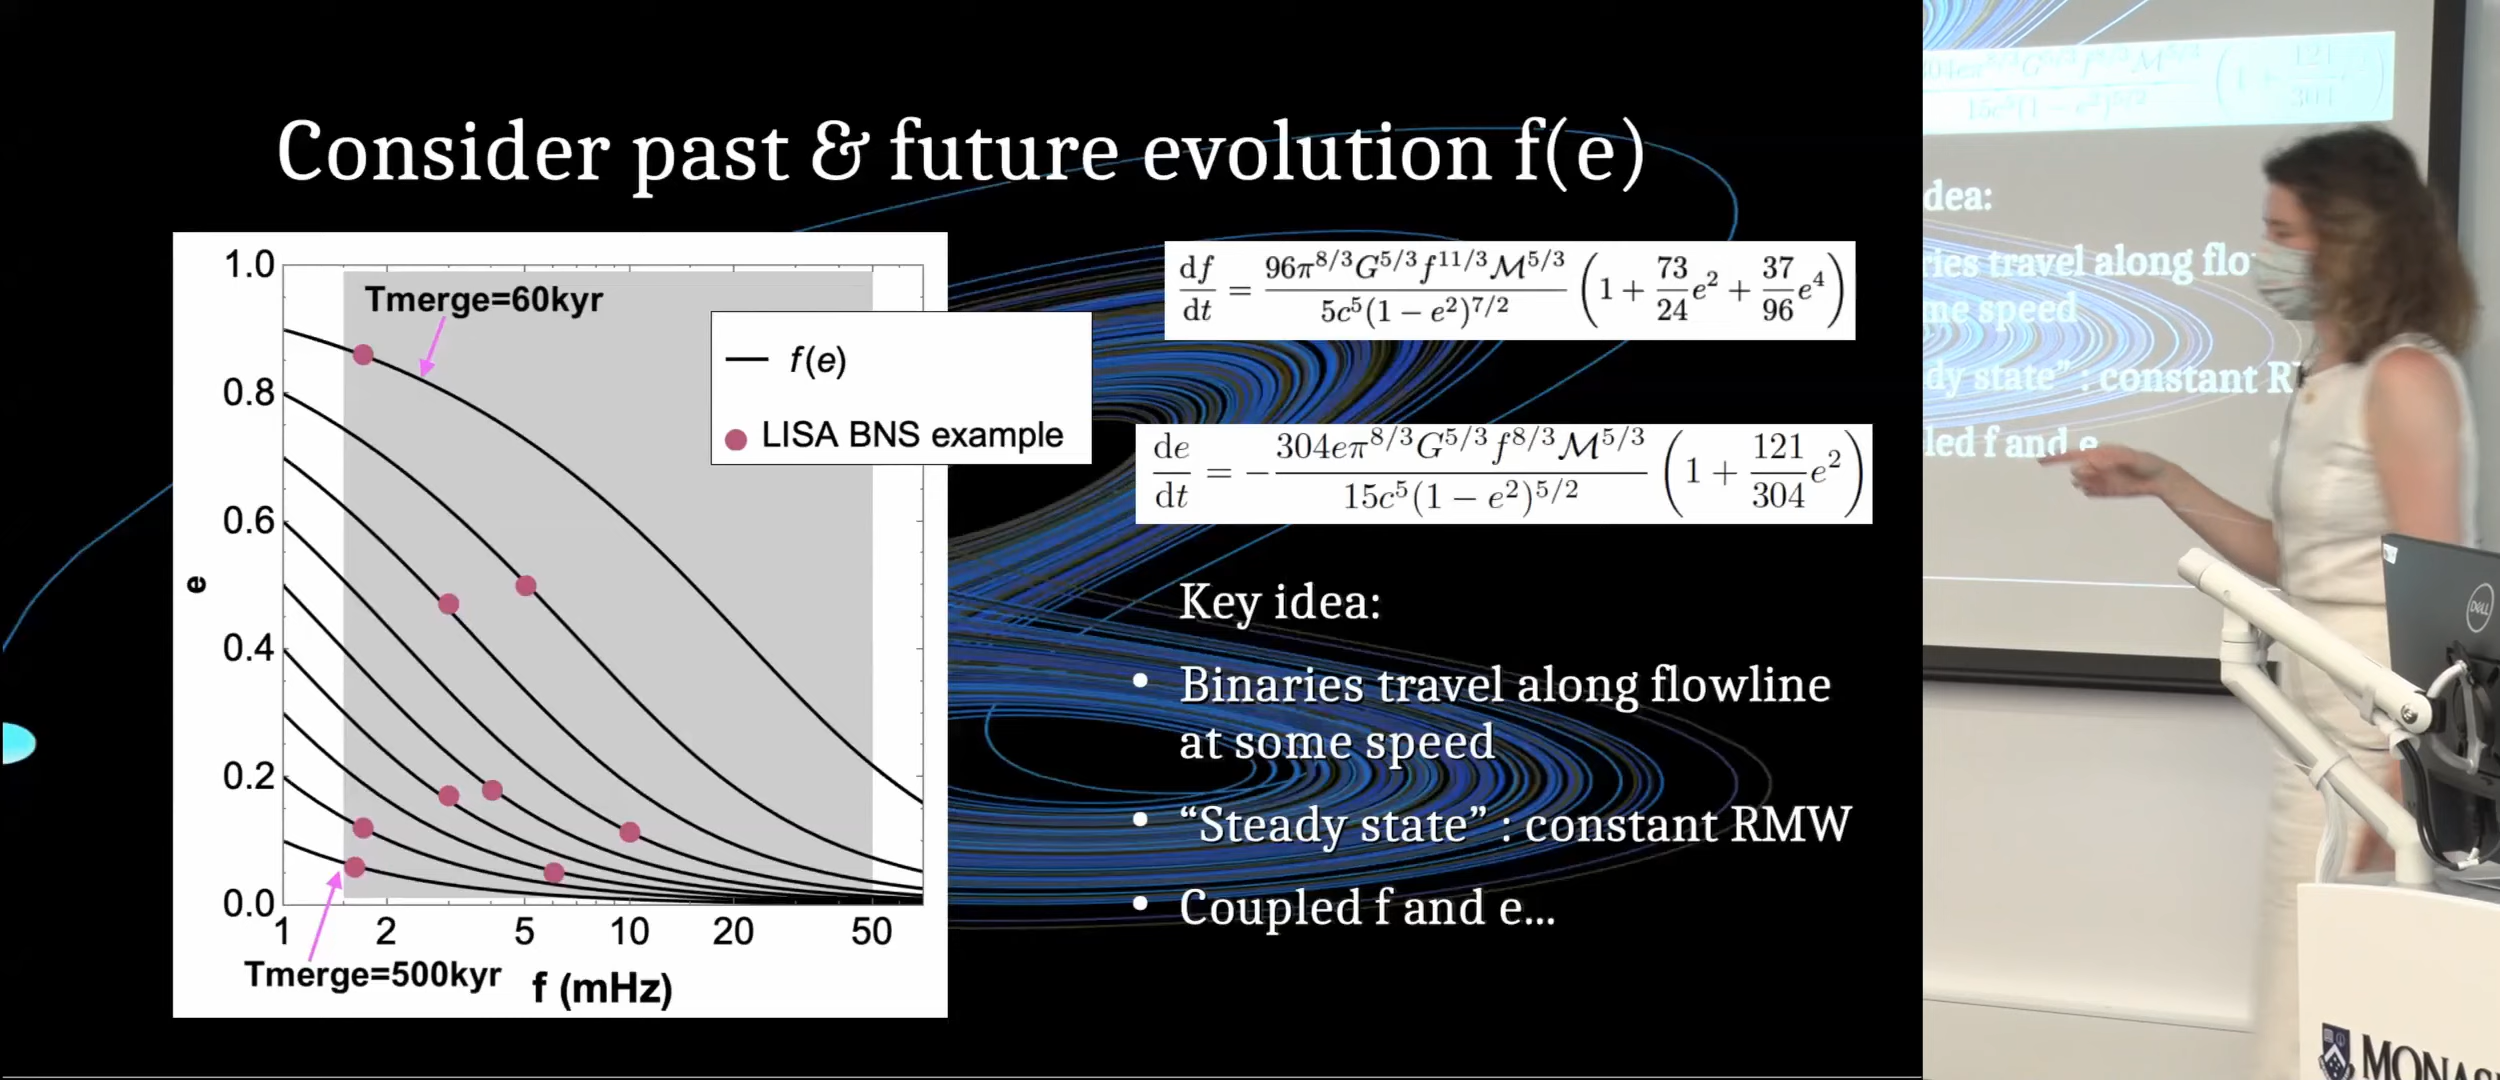 Consider past & future evolution f(e)
1.0
0.8
0.6
0.4
0.2
0.0
e
Tmerge=60kyr
f(e)
LISA BNS example
1 2 5 10 20 50
Tmerge=500kyr
f (mHz)
df/dt = 96π^{8/3}G^{5/3}f^{11/3}ℳ^{5/3} / 5c^5(1 − e^2)^{7/2} (1 + 73/24 e^2 + 37/96 e^4)
de/dt = − 304eπ^{8/3}G^{5/3}f^{8/3}ℳ^{5/3} / 15c^5(1 − e^2)^{5/2} (1 + 121/304 e^2)
Key idea:
• Binaries travel along flowline
at some speed
• “Steady state” : constant RMW
• Coupled f and e...
dea:
ies travel along flo
me speed
dy state” : constant R
led f and e
DELL
MONAS